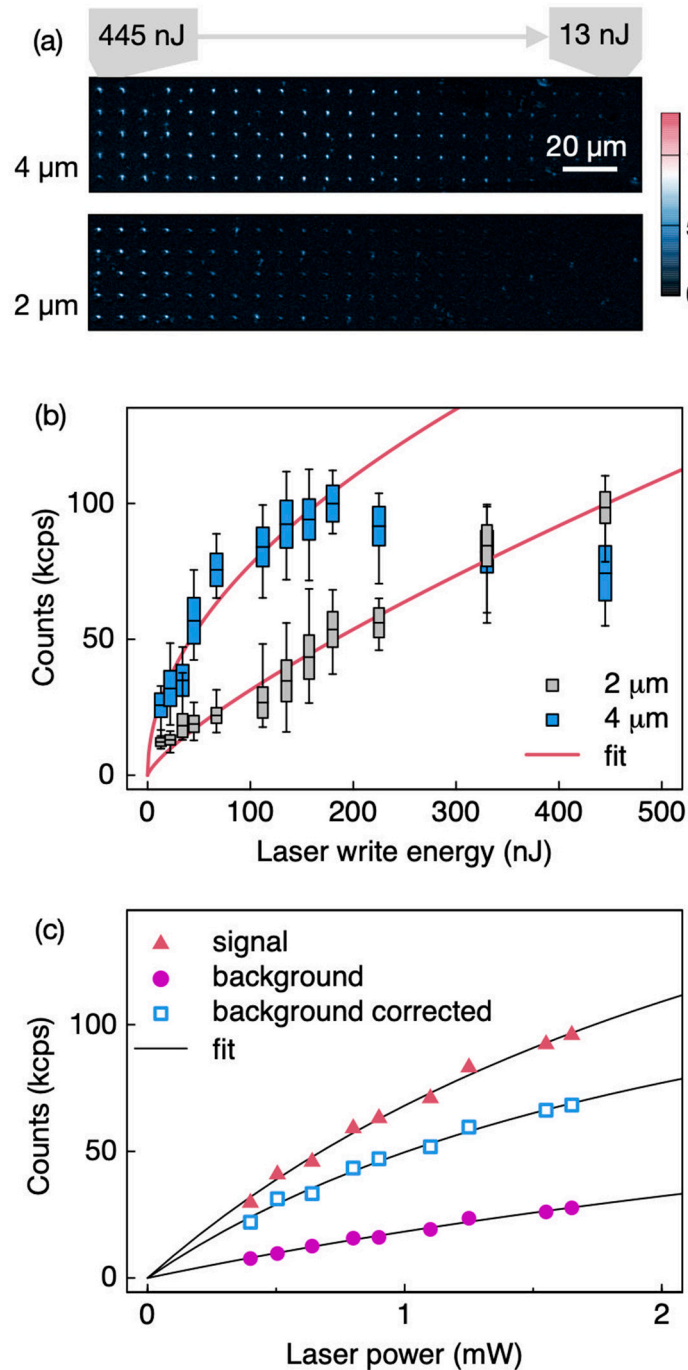 (a)
445 nJ
13 nJ
4 μm
20 μm
2 μm
(b)
100
50
0
Counts (kcps)
2 μm
4 μm
fit
0 100 200 300 400 500
Laser write energy (nJ)
(c)
signal
background
background corrected
fit
100
50
0
Counts (kcps)
0 1 2
Laser power (mW)